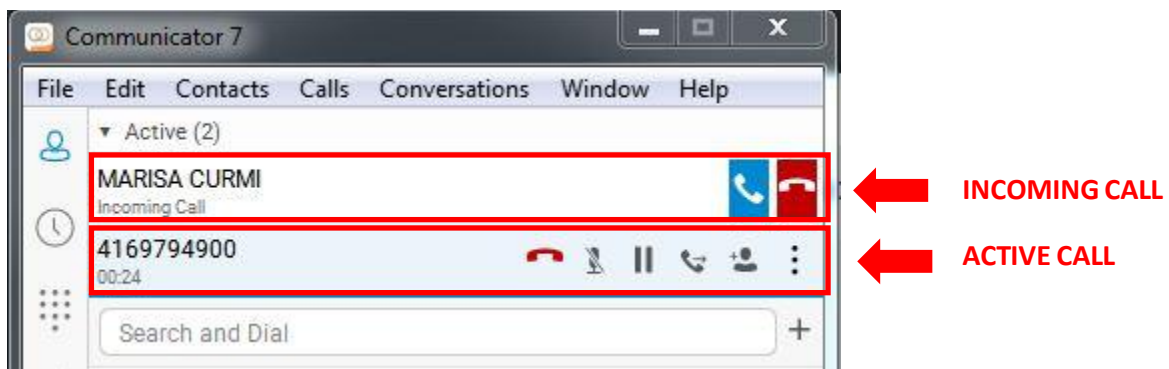 Communicator 7
File Edit Contacts Calls Conversations Window Help
Active (2)
MARISA CURMI
Incoming Call
INCOMING CALL
4169794900
00:24
ACTIVE CALL
Search and Dial